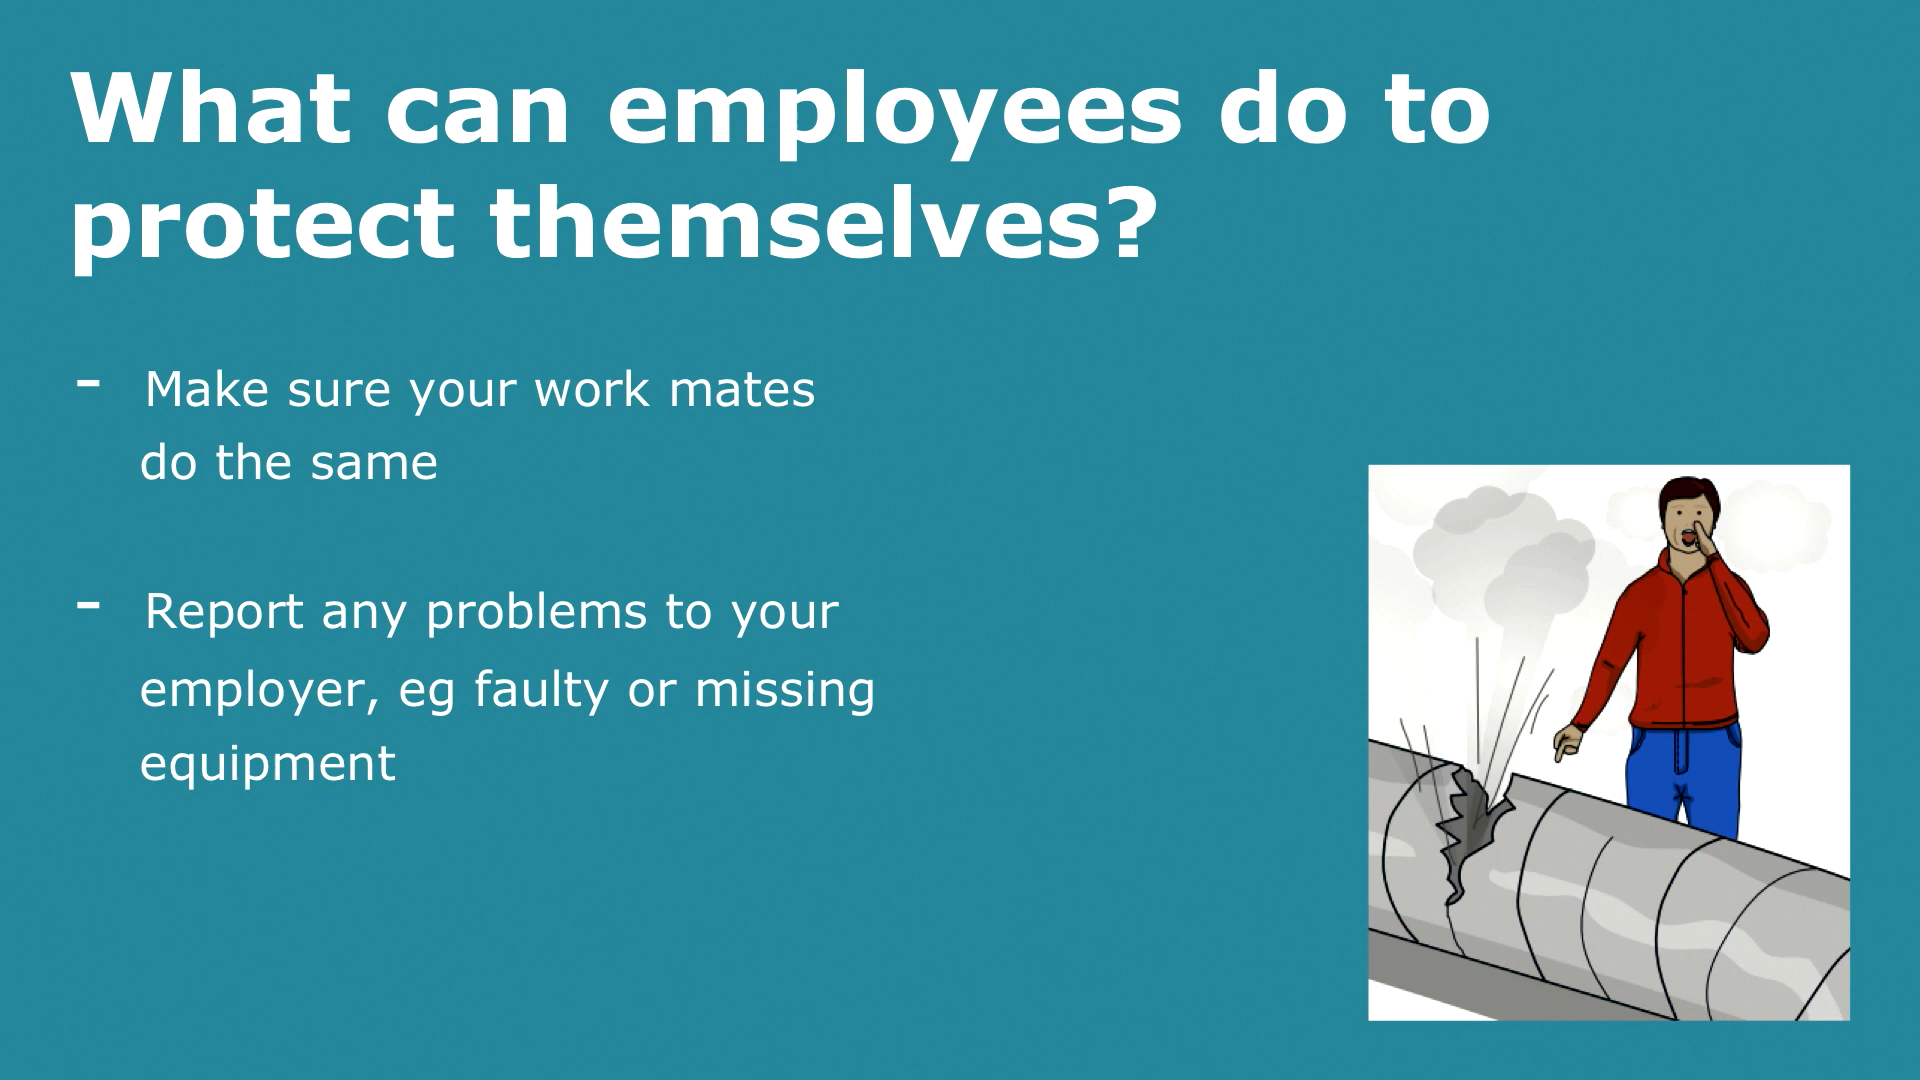 What can employees do to
protect themselves?
- Make sure your work mates
do the same
- Report any problems to your
employer, eg faulty or missing
equipment